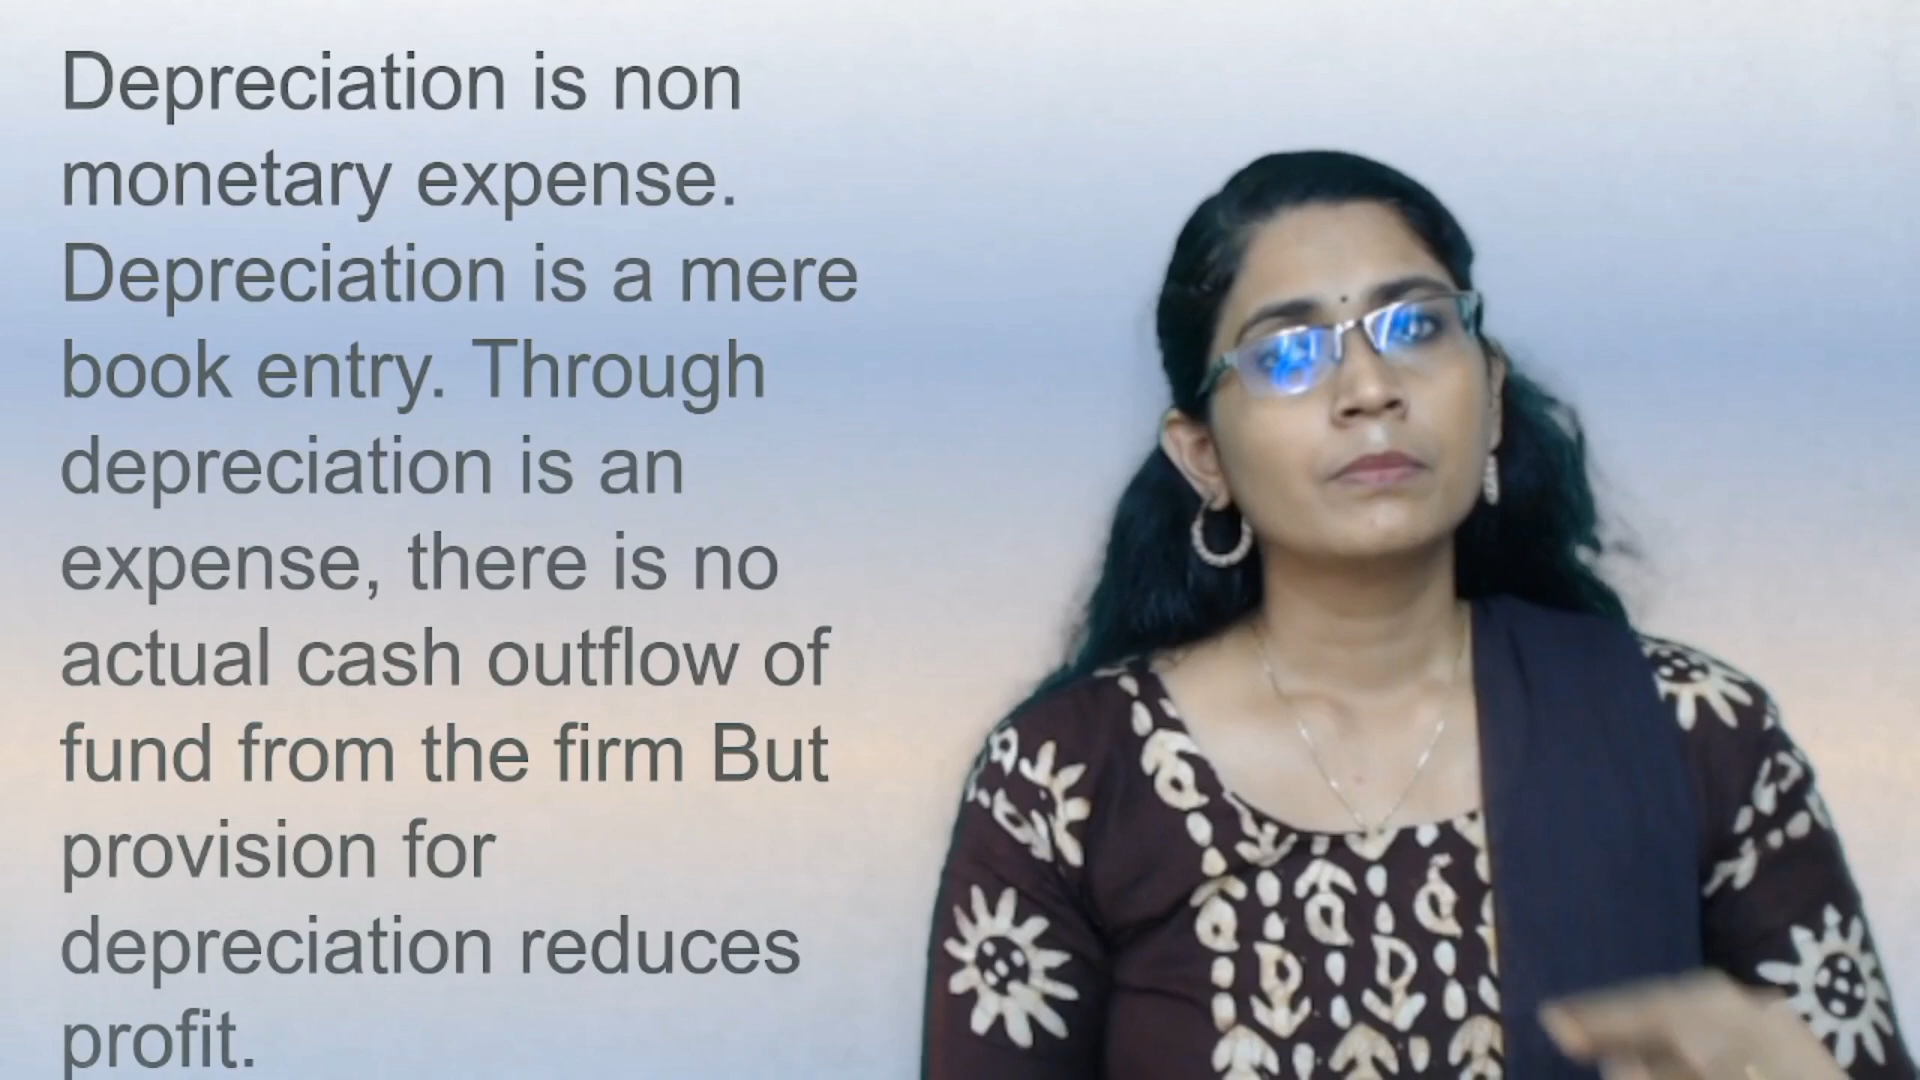 Depreciation is non
monetary expense.
Depreciation is a mere
book entry. Through
depreciation is an
expense, there is no
actual cash outflow of
fund from the firm But
provision for
depreciation reduces
profit.